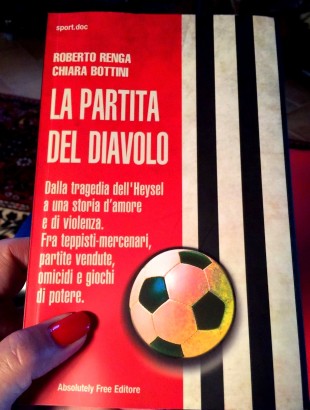 sport.doc
ROBERTO RENGA
CHIARA BOTTINI
LA PARTITA
DEL DIAVOLO
Dalla tragedia dell'Heysel
a una storia d'amore
e di violenza.
Fra teppisti-mercenari,
partite vendute,
omicidi e giochi
di potere.
Absolutely Free Editore